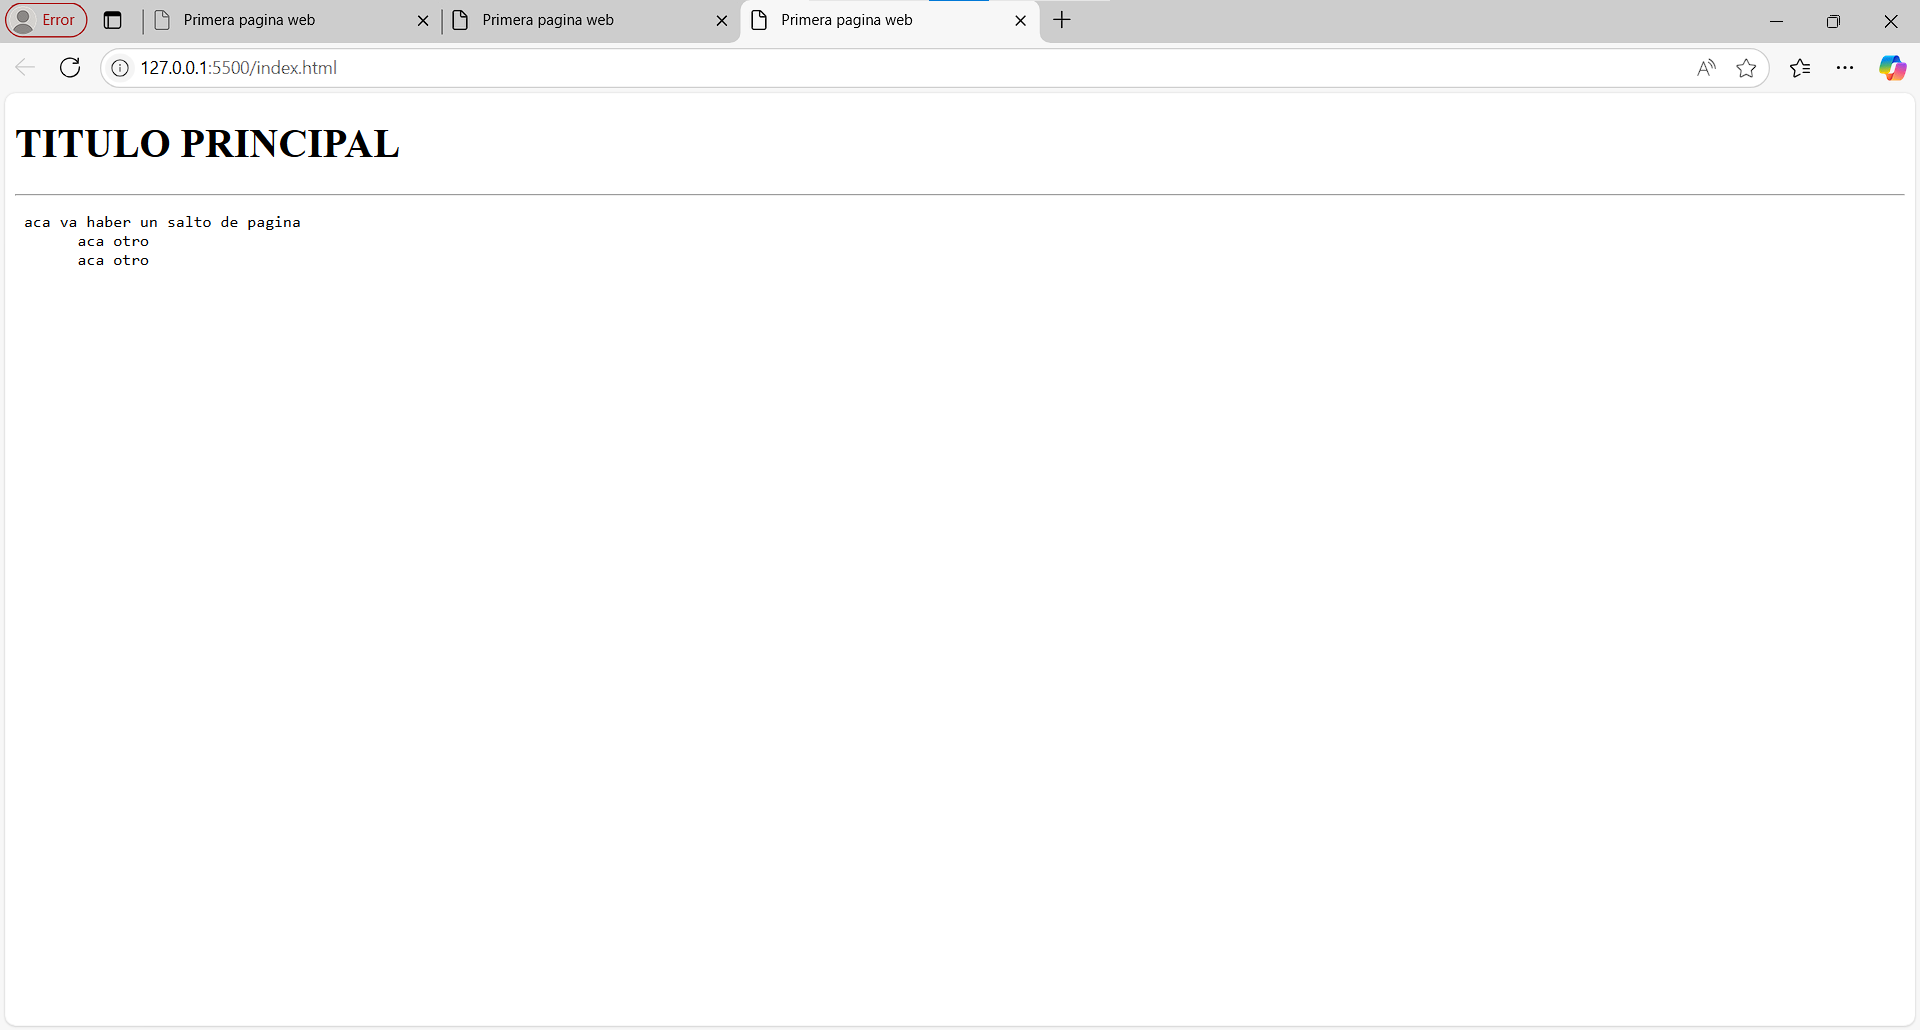 Error
Primera pagina web
Primera pagina web
Primera pagina web
127.0.0.1:5500/index.html
TITULO PRINCIPAL
aca va haber un salto de pagina
aca otro
aca otro